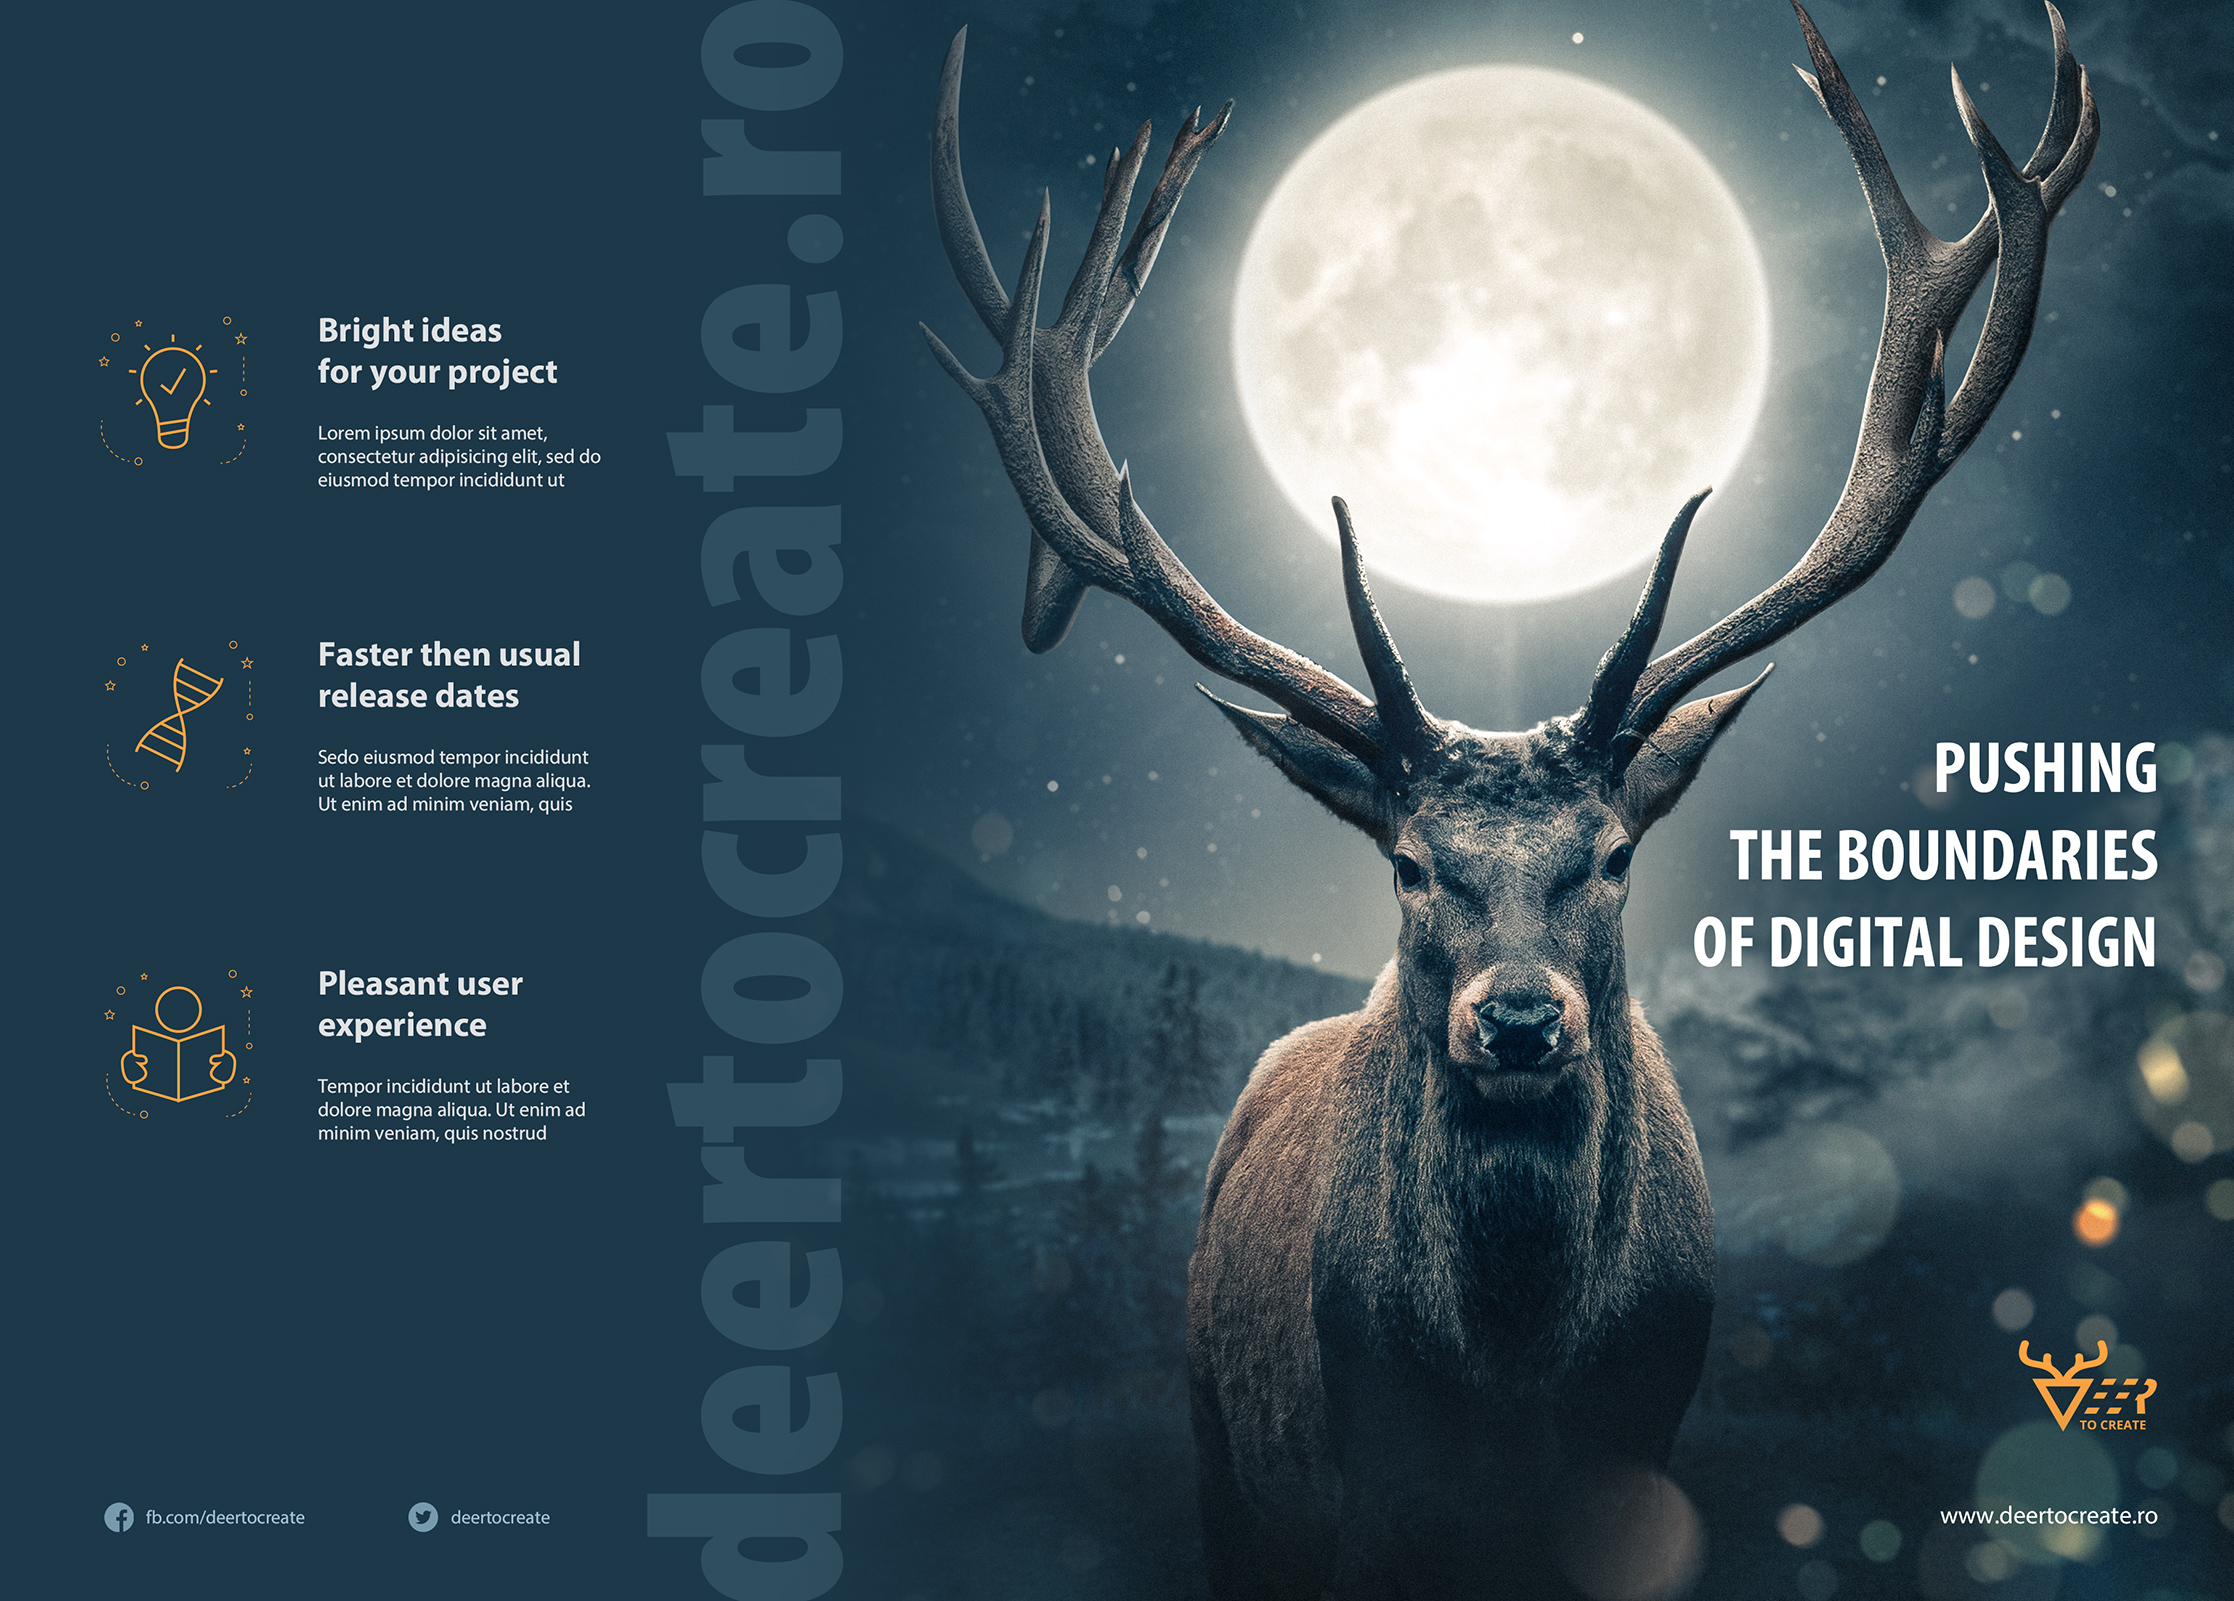 Bright ideas
for your project
Lorem ipsum dolor sit amet,
consectetur adipisicing elit, sed do
eiusmod tempor incididunt ut
Faster then usual
release dates
Sedo eiusmod tempor incididunt
ut labore et dolore magna aliqua.
Ut enim ad minim veniam, quis
Pleasant user
experience
Tempor incididunt ut labore et
dolore magna aliqua. Ut enim ad
minim veniam, quis nostrud
fb.com/deertocreate
deertocreate
deertocreate.ro
PUSHING
THE BOUNDARIES
OF DIGITAL DESIGN
DEER
TO CREATE
www.deertocreate.ro